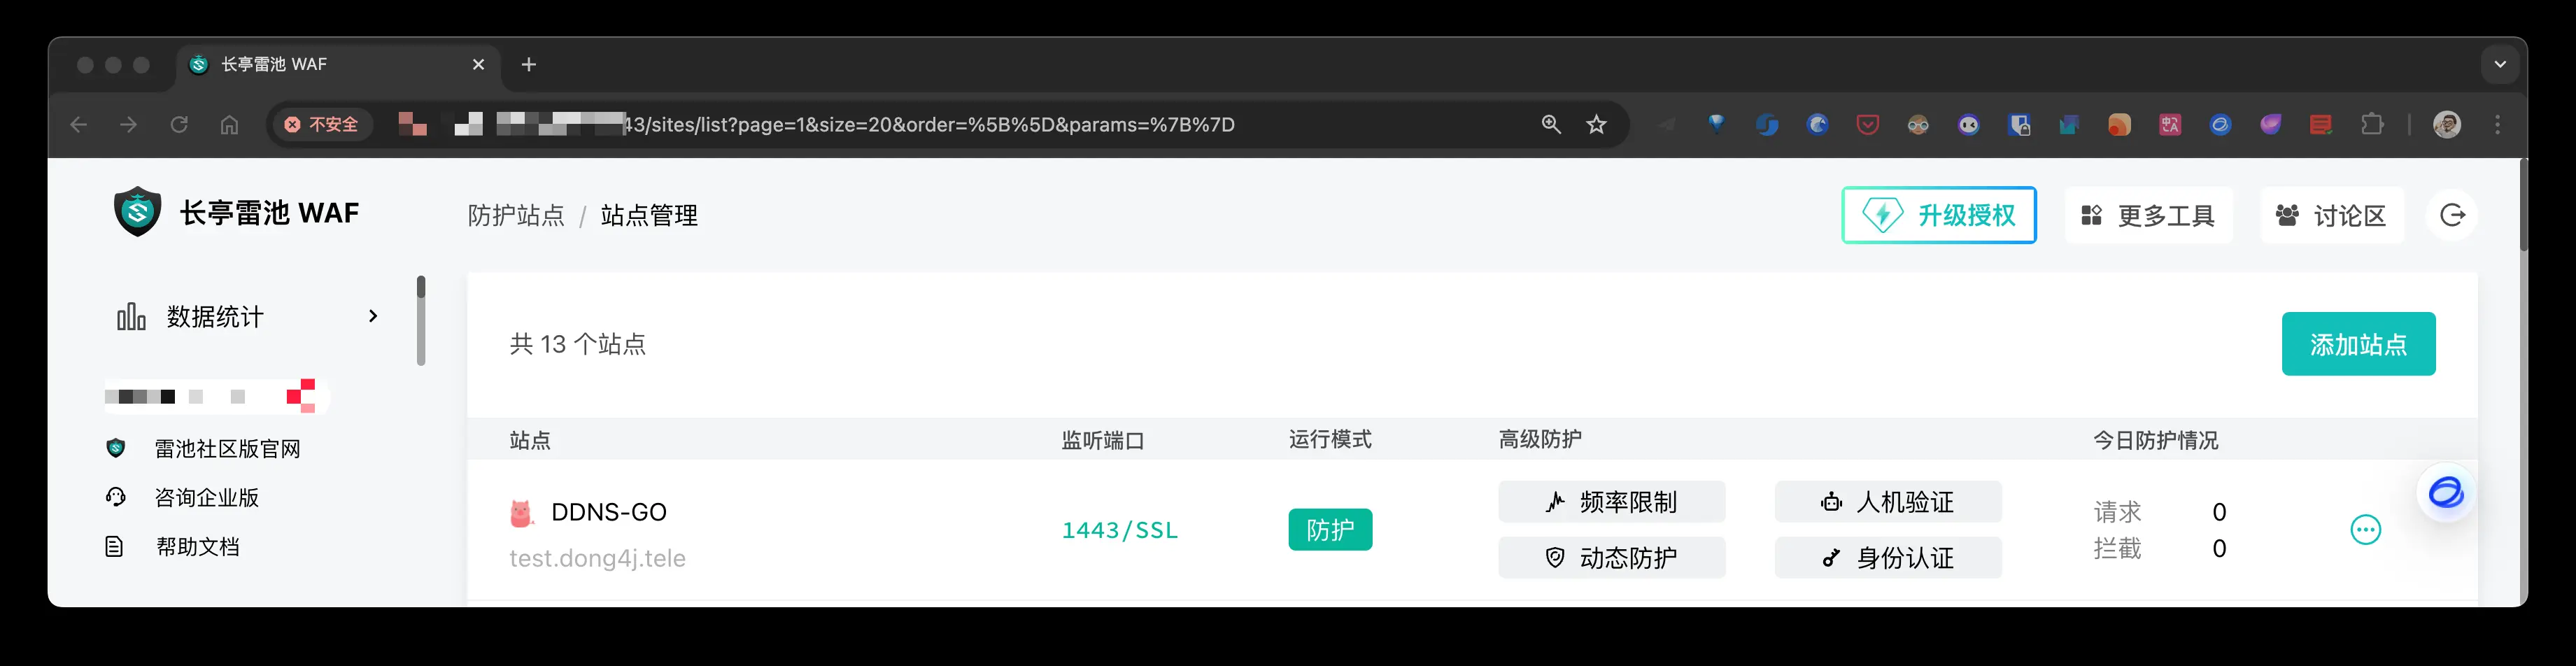 长亭雷池 WAF
不安全
43/sites/list?page=1&size=20&order=%5B%5D&params=%7B%7D
长亭雷池 WAF
防护站点 / 站点管理
升级授权
更多工具
讨论区
数据统计
共 13 个站点
添加站点
雷池社区版官网
咨询企业版
帮助文档
站点
监听端口
运行模式
高级防护
今日防护情况
DDNS-GO
test.dong4j.tele
1443/SSL
防护
频率限制
人机验证
动态防护
身份认证
请求 0
拦截 0